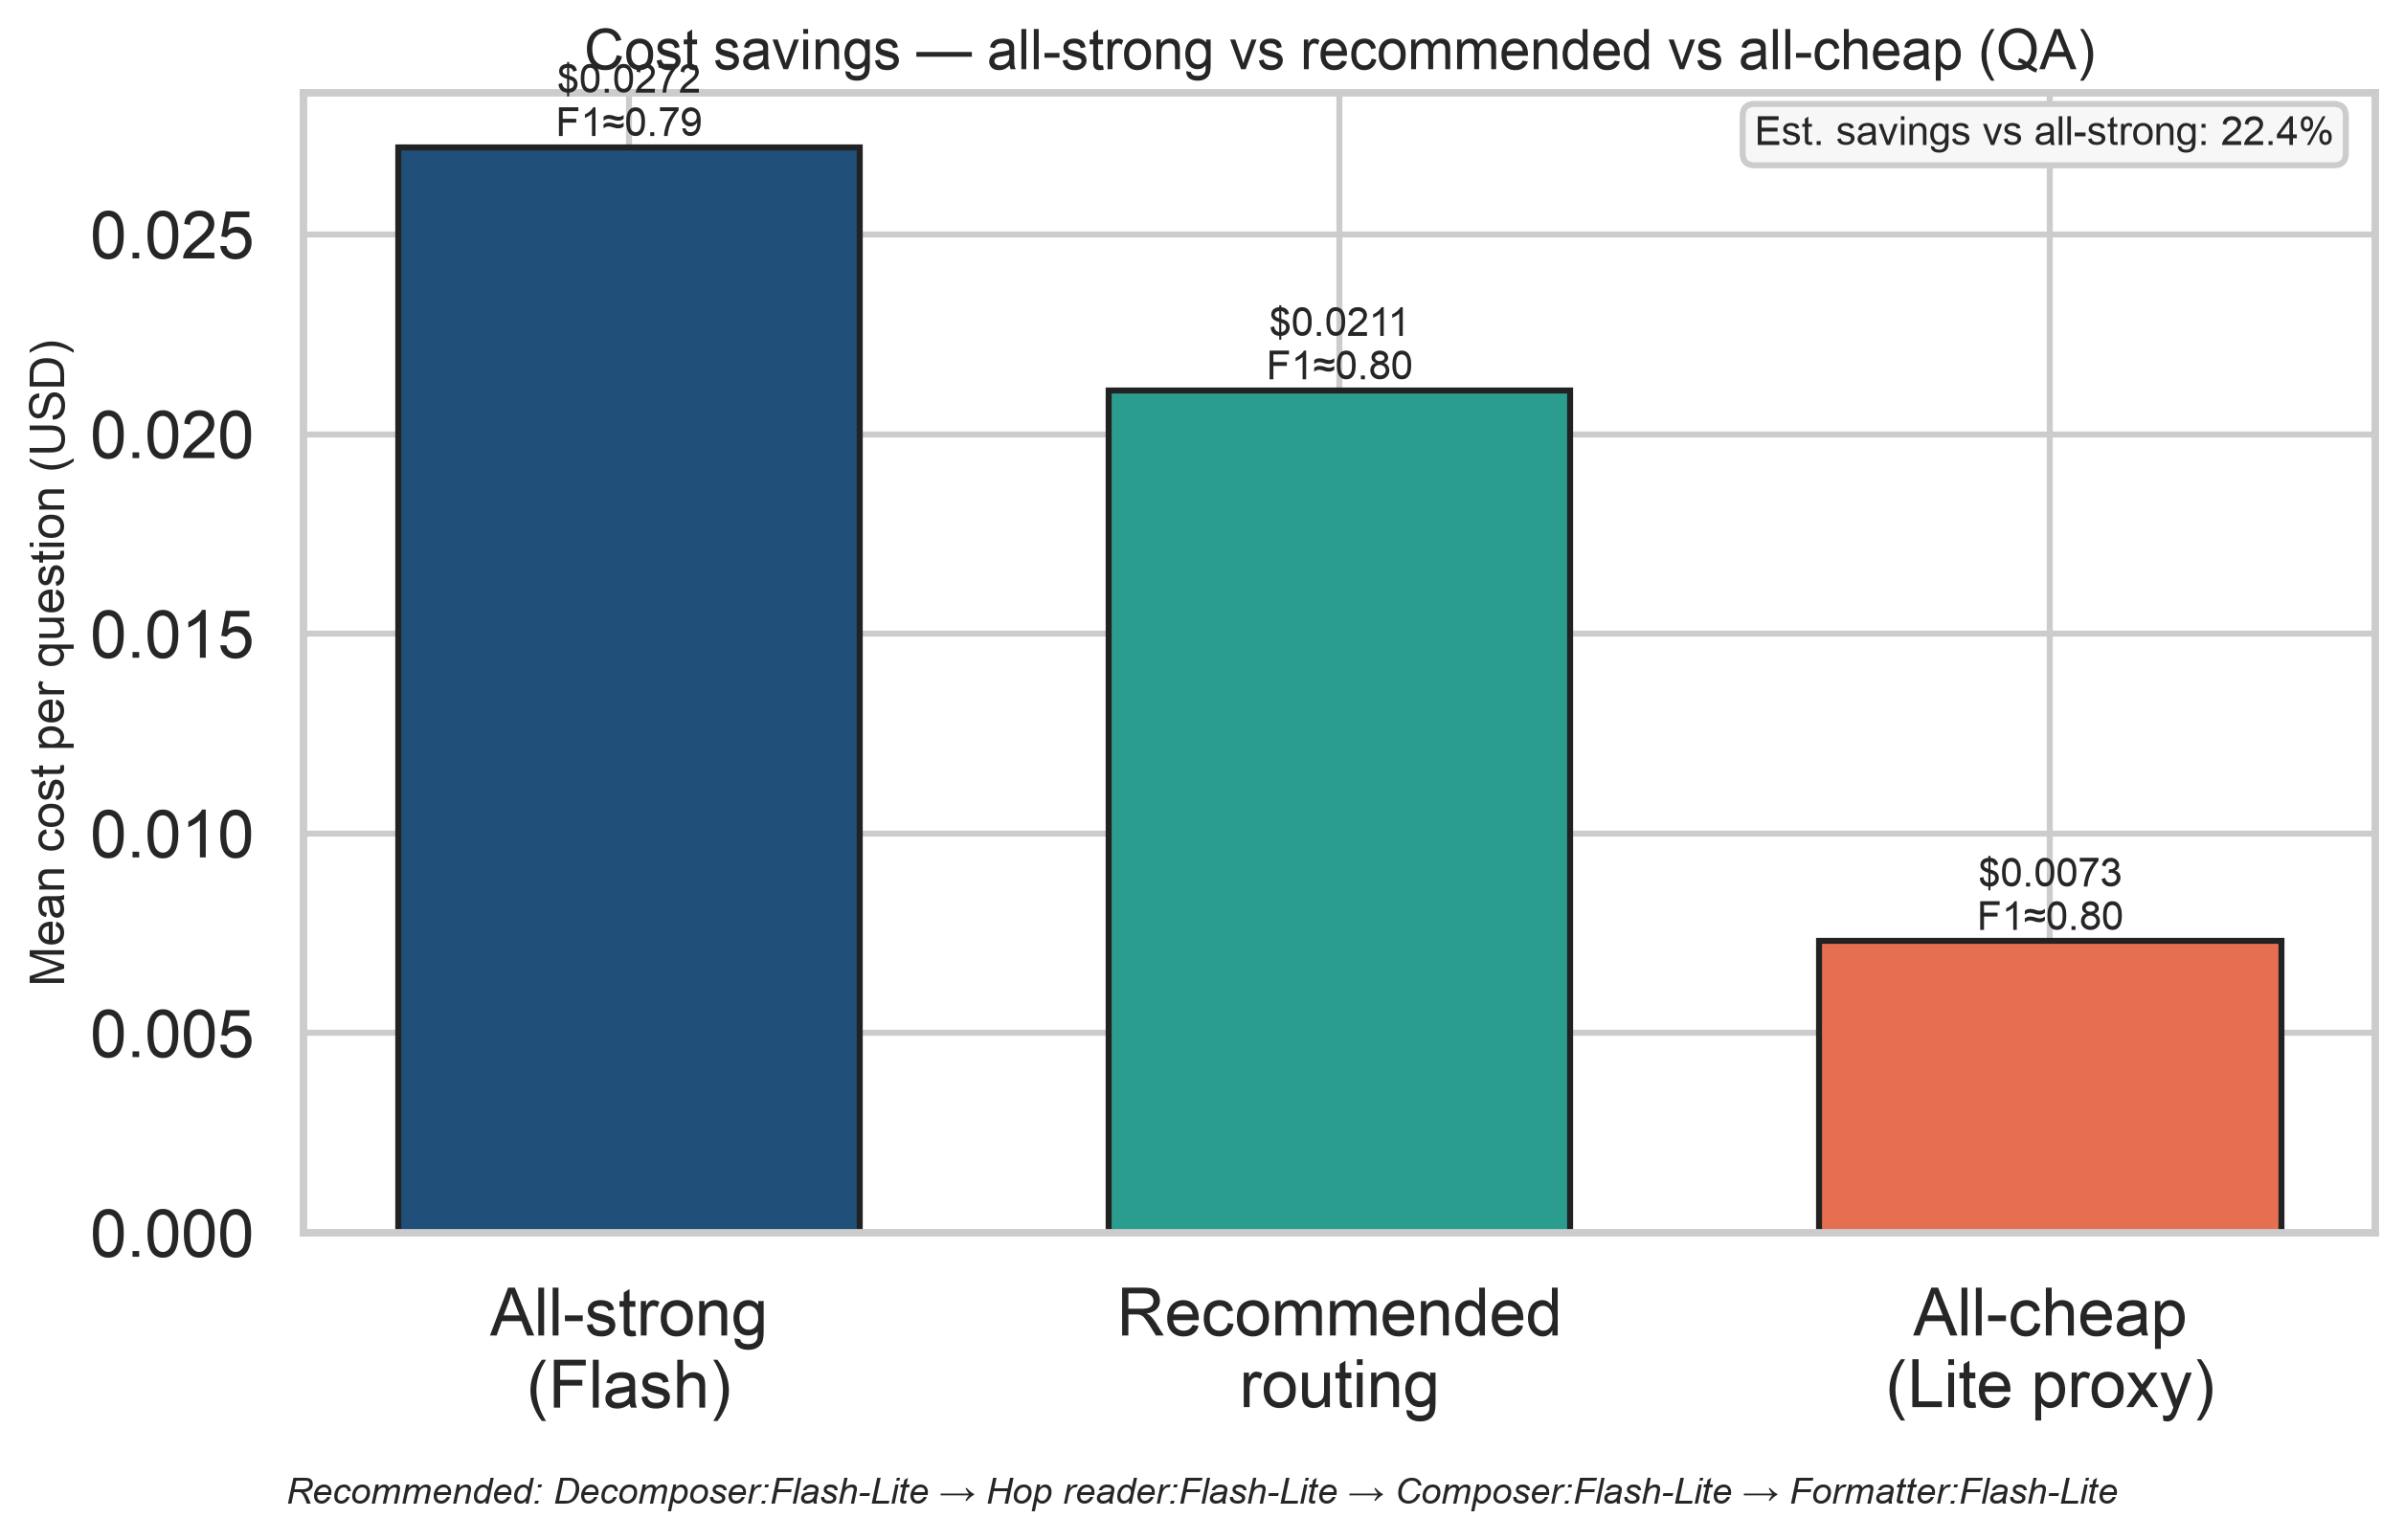 Cost savings — all-strong vs recommended vs all-cheap (QA)
$0.0272
F1≈0.79
Est. savings vs all-strong: 22.4%
$0.0211
F1≈0.80
$0.0073
F1≈0.80
Mean cost per question (USD)
0.025
0.020
0.015
0.010
0.005
0.000
All-strong
(Flash)
Recommended
routing
All-cheap
(Lite proxy)
Recommended: Decomposer:Flash-Lite → Hop reader:Flash-Lite → Composer:Flash-Lite → Formatter:Flash-Lite